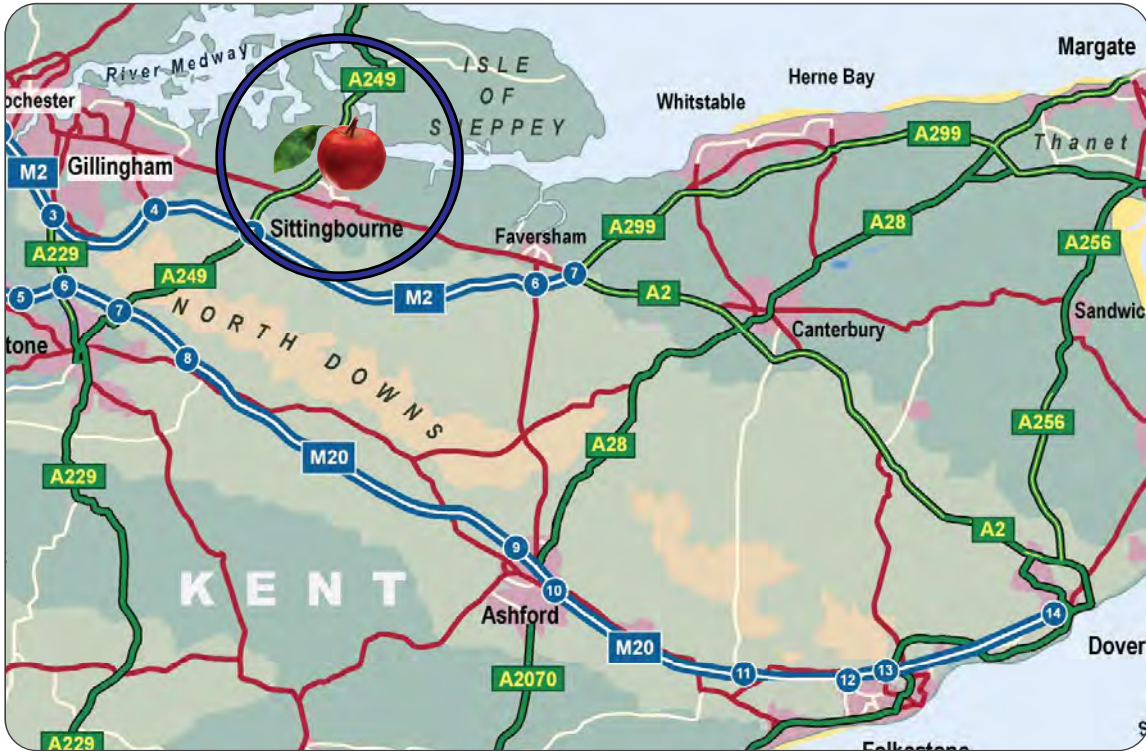 Margate
River Medway
A249
ISLE
OF
SHEPPEY
Herne Bay
Whitstable
ochester
A299
Thanet
M2
Gillingham
4
3
Sittingbourne
A299
A28
A229
A249
Faversham
A256
7
6
M2
A2
5
6
7
NORTH DOWNS
Sandwic
Canterbury
tone
8
A28
A256
M20
A229
A2
9
KENT
10
Ashford
14
M20
Dover
A2070
11
12
13
A229
Folkestone
S